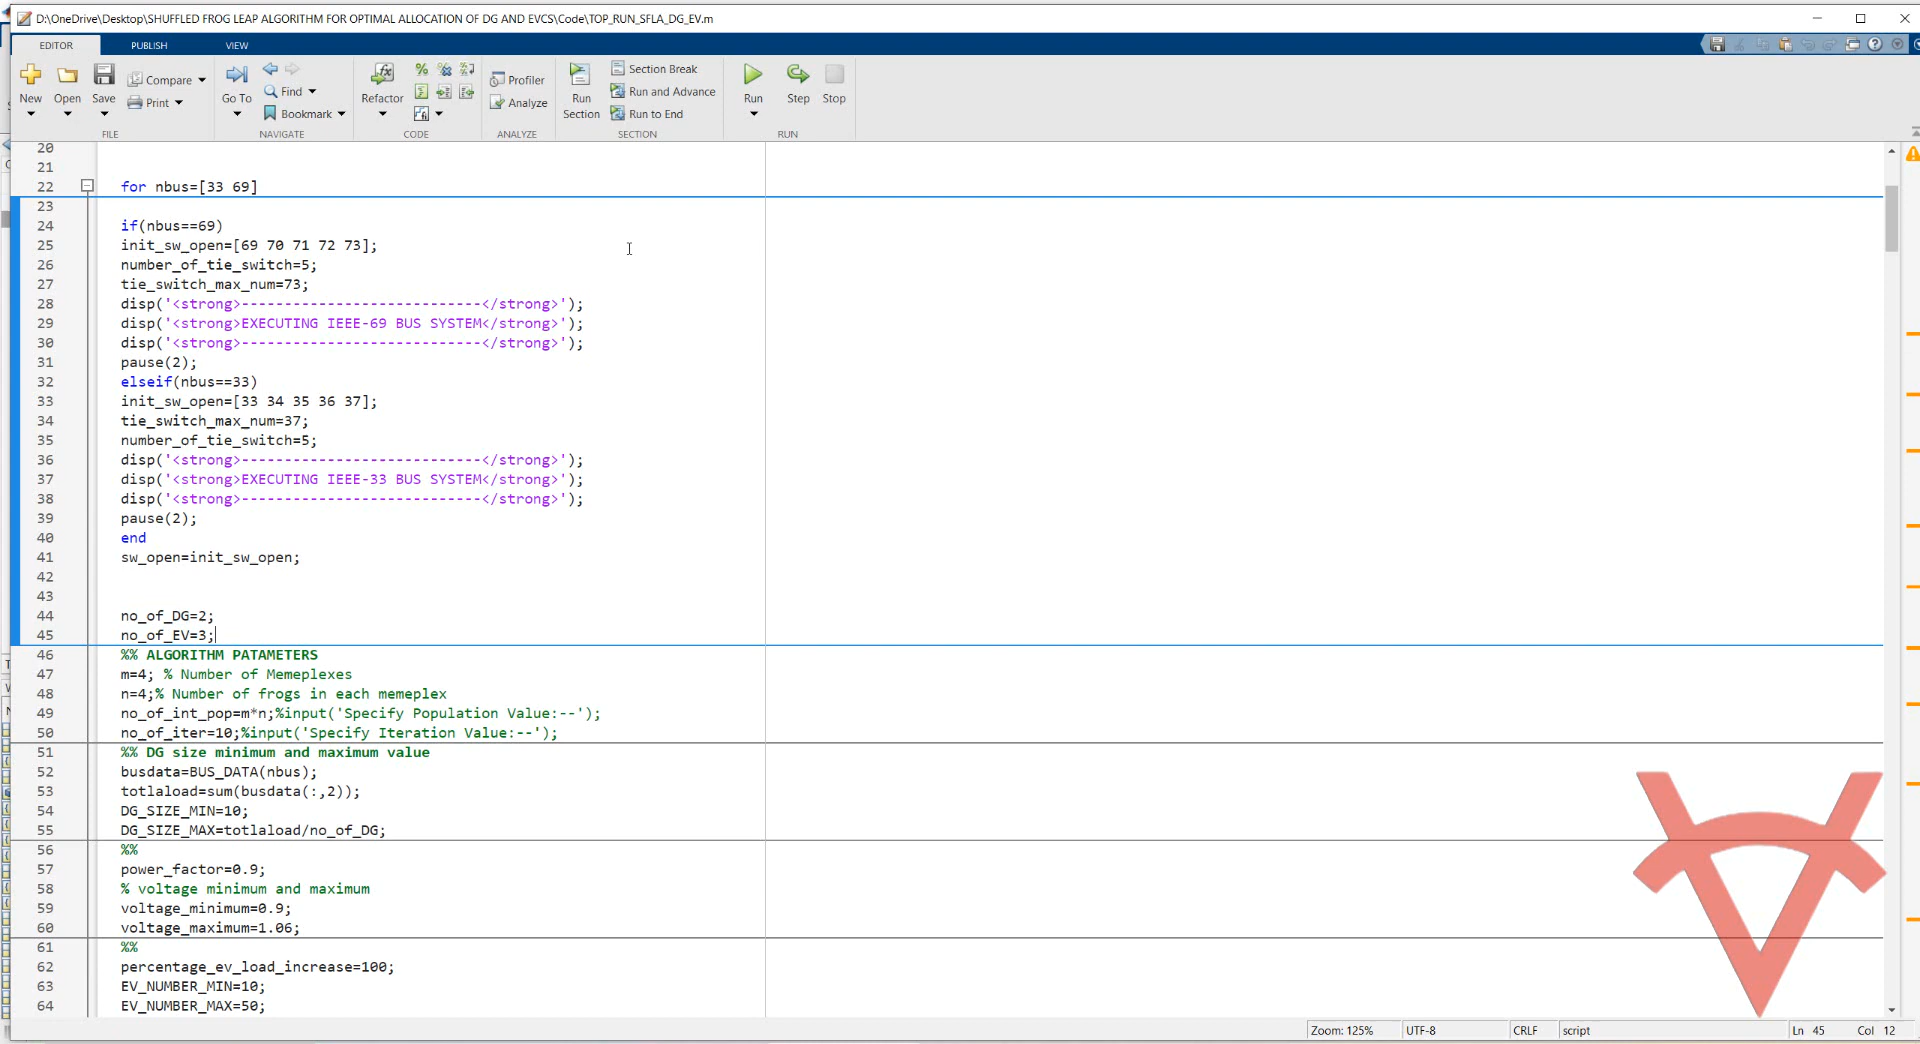 D:\OneDrive\Desktop\SHUFFLED FROG LEAP ALGORITHM FOR OPTIMAL ALLOCATION OF DG AND EVCS\Code\TOP_RUN_SFLA_DG_EV.m
EDITOR PUBLISH VIEW
New Open Save Compare Print
FILE
Go To Find Bookmark
NAVIGATE
Refactor
CODE
Profiler Analyze
ANALYZE
Run Section Section Break Run and Advance Run to End
SECTION
Run Step Stop
RUN
20
21
22 for nbus=[33 69]
23
24 if(nbus==69)
25 init_sw_open=[69 70 71 72 73];
26 number_of_tie_switch=5;
27 tie_switch_max_num=73;
28 disp('<strong>----------------------------</strong>');
29 disp('<strong>EXECUTING IEEE-69 BUS SYSTEM</strong>');
30 disp('<strong>----------------------------</strong>');
31 pause(2);
32 elseif(nbus==33)
33 init_sw_open=[33 34 35 36 37];
34 tie_switch_max_num=37;
35 number_of_tie_switch=5;
36 disp('<strong>----------------------------</strong>');
37 disp('<strong>EXECUTING IEEE-33 BUS SYSTEM</strong>');
38 disp('<strong>----------------------------</strong>');
39 pause(2);
40 end
41 sw_open=init_sw_open;
42
43
44 no_of_DG=2;
45 no_of_EV=3;
46 %% ALGORITHM PATAMETERS
47 m=4; % Number of Memeplexes
48 n=4;% Number of frogs in each memeplex
49 no_of_int_pop=m*n;%input('Specify Population Value:--');
50 no_of_iter=10;%input('Specify Iteration Value:--');
51 %% DG size minimum and maximum value
52 busdata=BUS_DATA(nbus);
53 totlaload=sum(busdata(:,2));
54 DG_SIZE_MIN=10;
55 DG_SIZE_MAX=totlaload/no_of_DG;
56 %%
57 power_factor=0.9;
58 % voltage minimum and maximum
59 voltage_minimum=0.9;
60 voltage_maximum=1.06;
61 %%
62 percentage_ev_load_increase=100;
63 EV_NUMBER_MIN=10;
64 EV_NUMBER_MAX=50;
Zoom: 125% UTF-8 CRLF script Ln 45 Col 12